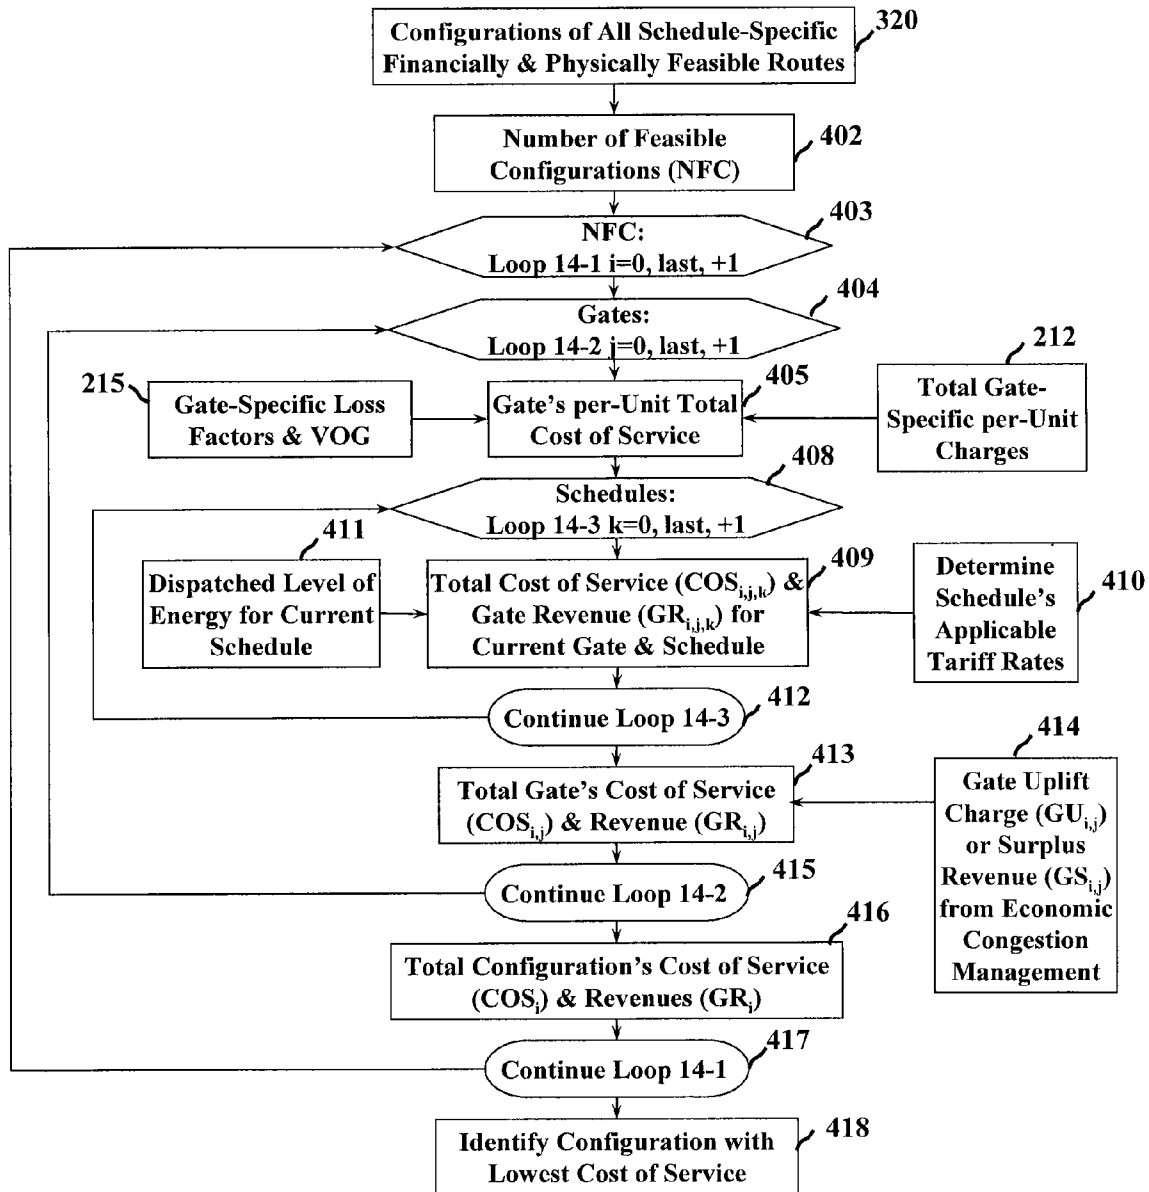 Configurations of All Schedule-Specific
Financially & Physically Feasible Routes
320
Number of Feasible
Configurations (NFC)
402
NFC:
Loop 14-1 i=0, last, +1
403
Gates:
Loop 14-2 j=0, last, +1
404
215
Gate-Specific Loss
Factors & VOG
Gate's per-Unit Total
Cost of Service
405
212
Total Gate-
Specific per-Unit
Charges
Schedules:
Loop 14-3 k=0, last, +1
408
411
Dispatched Level of
Energy for Current
Schedule
Total Cost of Service (COSi,j,k) &
Gate Revenue (GRi,j,k) for
Current Gate & Schedule
409
Determine
Schedule's
Applicable
Tariff Rates
410
Continue Loop 14-3
412
Total Gate's Cost of Service
(COSi,j) & Revenue (GRi,j)
413
414
Gate Uplift
Charge (GUi,j)
or Surplus
Revenue (GSi,j)
from Economic
Congestion
Management
Continue Loop 14-2
415
Total Configuration's Cost of Service
(COSi) & Revenues (GRi)
416
Continue Loop 14-1
417
Identify Configuration with
Lowest Cost of Service
418